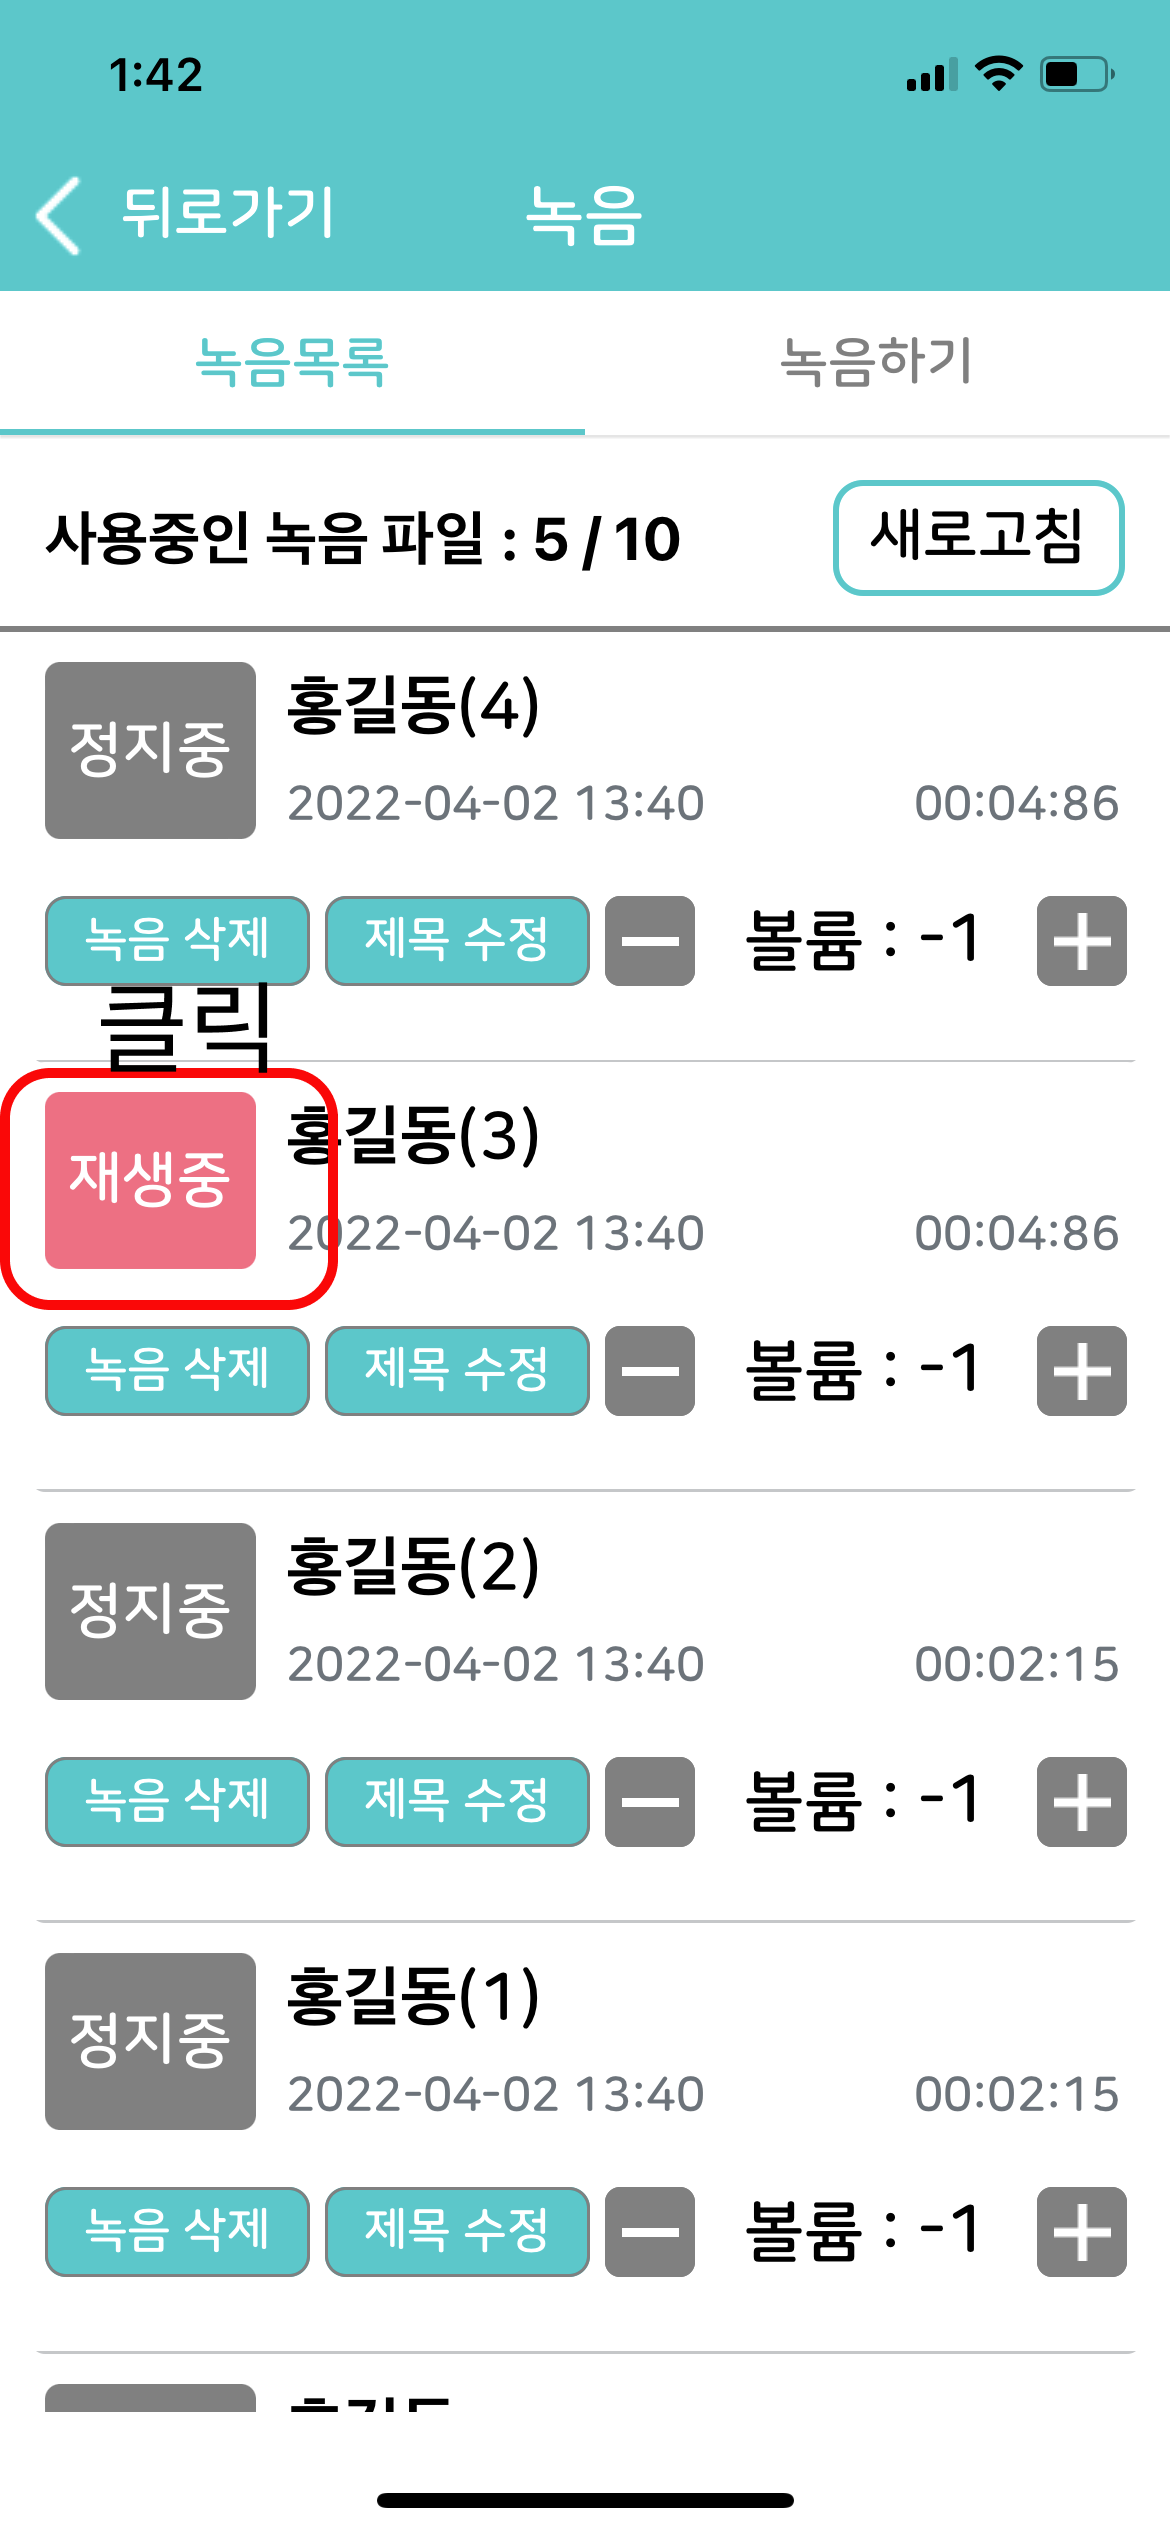 1:42
뒤로가기 녹음
녹음목록 녹음하기
사용중인 녹음 파일 : 5 / 10 새로고침
정지중 홍길동(4)
2022-04-02 13:40 00:04:86
녹음 삭제 제목 수정 — 볼륨 : -1 +
클릭
재생중 홍길동(3)
2022-04-02 13:40 00:04:86
녹음 삭제 제목 수정 — 볼륨 : -1 +
정지중 홍길동(2)
2022-04-02 13:40 00:02:15
녹음 삭제 제목 수정 — 볼륨 : -1 +
정지중 홍길동(1)
2022-04-02 13:40 00:02:15
녹음 삭제 제목 수정 — 볼륨 : -1 +